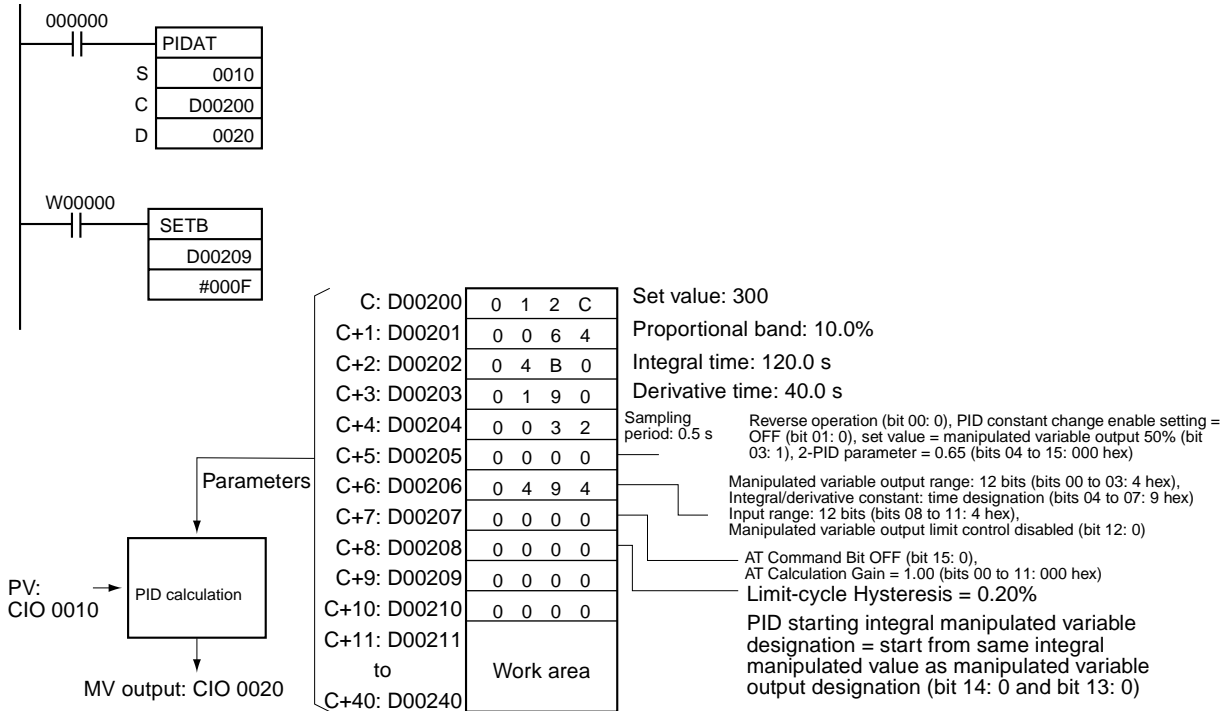 000000
PIDAT
S 0010
C D00200
D 0020
W00000
SETB
D00209
#000F
C: D00200 0 1 2 C Set value: 300
C+1: D00201 0 0 6 4 Proportional band: 10.0%
C+2: D00202 0 4 B 0 Integral time: 120.0 s
C+3: D00203 0 1 9 0 Derivative time: 40.0 s
C+4: D00204 0 0 3 2 Sampling
period: 0.5 s
C+5: D00205 0 0 0 0
Reverse operation (bit 00: 0), PID constant change enable setting =
OFF (bit 01: 0), set value = manipulated variable output 50% (bit
03: 1), 2-PID parameter = 0.65 (bits 04 to 15: 000 hex)
Parameters
C+6: D00206 0 4 9 4
Manipulated variable output range: 12 bits (bits 00 to 03: 4 hex),
Integral/derivative constant: time designation (bits 04 to 07: 9 hex)
Input range: 12 bits (bits 08 to 11: 4 hex),
Manipulated variable output limit control disabled (bit 12: 0)
C+7: D00207 0 0 0 0
AT Command Bit OFF (bit 15: 0),
AT Calculation Gain = 1.00 (bits 00 to 11: 000 hex)
C+8: D00208 0 0 0 0
Limit-cycle Hysteresis = 0.20%
C+9: D00209 0 0 0 0
C+10: D00210 0 0 0 0
PID starting integral manipulated variable
designation = start from same integral
manipulated value as manipulated variable
output designation (bit 14: 0 and bit 13: 0)
C+11: D00211
to
C+40: D00240
Work area
PV:
CIO 0010
PID calculation
MV output: CIO 0020